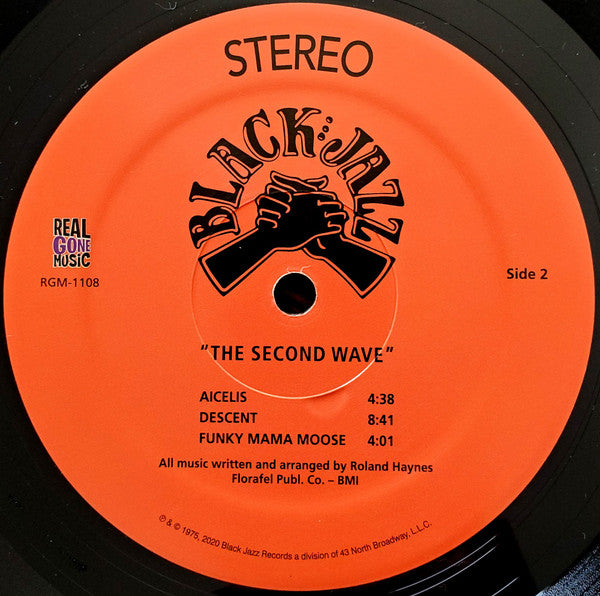 STEREO
BLACK JAZZ
REAL
GONE
MUSIC
RGM-1108
Side 2
"THE SECOND WAVE"
AICELIS 4:38
DESCENT 8:41
FUNKY MAMA MOOSE 4:01
All music written and arranged by Roland Haynes
Florafel Publ. Co. – BMI
℗ & © 1975, 2020 Black Jazz Records a division of 43 North Broadway, L.L.C.